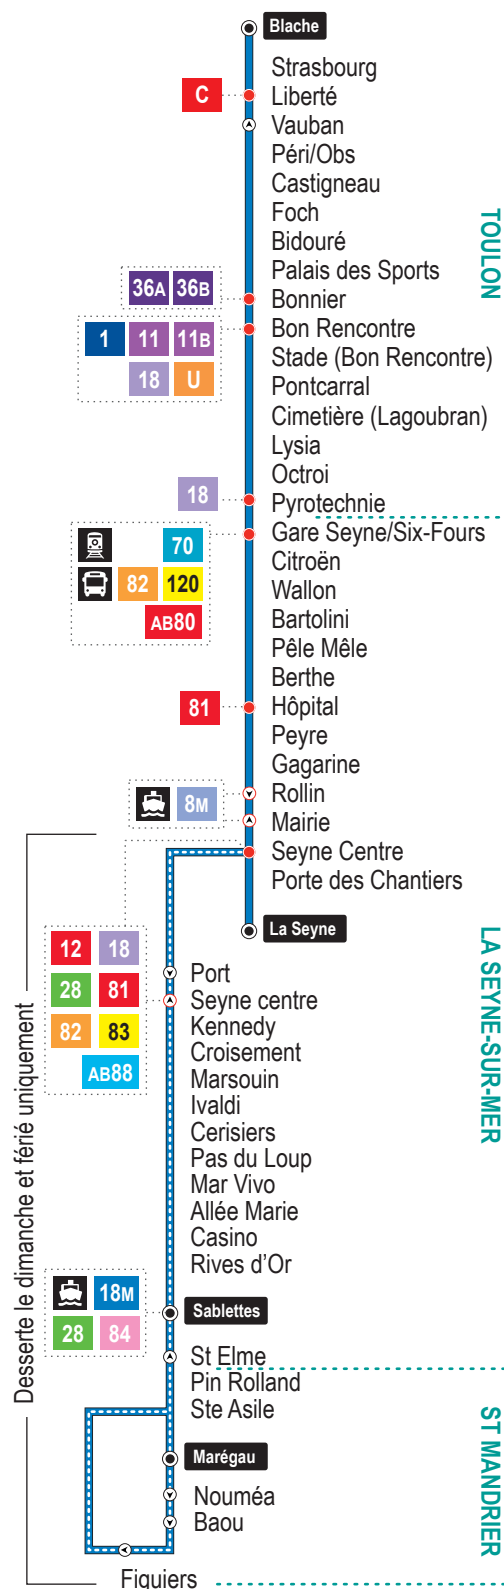 Blache
Strasbourg
C
Liberté
Vauban
Péri/Obs
Castigneau
Foch
Bidouré
Palais des Sports
36A 36B
Bonnier
1 11 11B
18 U
Bon Rencontre
Stade (Bon Rencontre)
Pontcarral
Cimetière (Lagoubran)
Lysia
Octroi
18
Pyrotechnie
TOULON
Gare Seyne/Six-Fours
70
82 120
AB80
Citroën
Wallon
Bartolini
Pêle Mêle
Berthe
81
Hôpital
Peyre
Gagarine
Rollin
8M
Mairie
Seyne Centre
Porte des Chantiers
La Seyne
12 18
28 81
82 83
AB88
Port
Seyne centre
Kennedy
Croisement
Marsouin
Ivaldi
Cerisiers
Pas du Loup
Mar Vivo
Allée Marie
Casino
Rives d'Or
LA SEYNE-SUR-MER
18M
28 84
Sablettes
St Elme
Pin Rolland
Ste Asile
Marégau
Nouméa
Baou
Figuiers
ST MANDRIER
Desserte le dimanche et férié uniquement